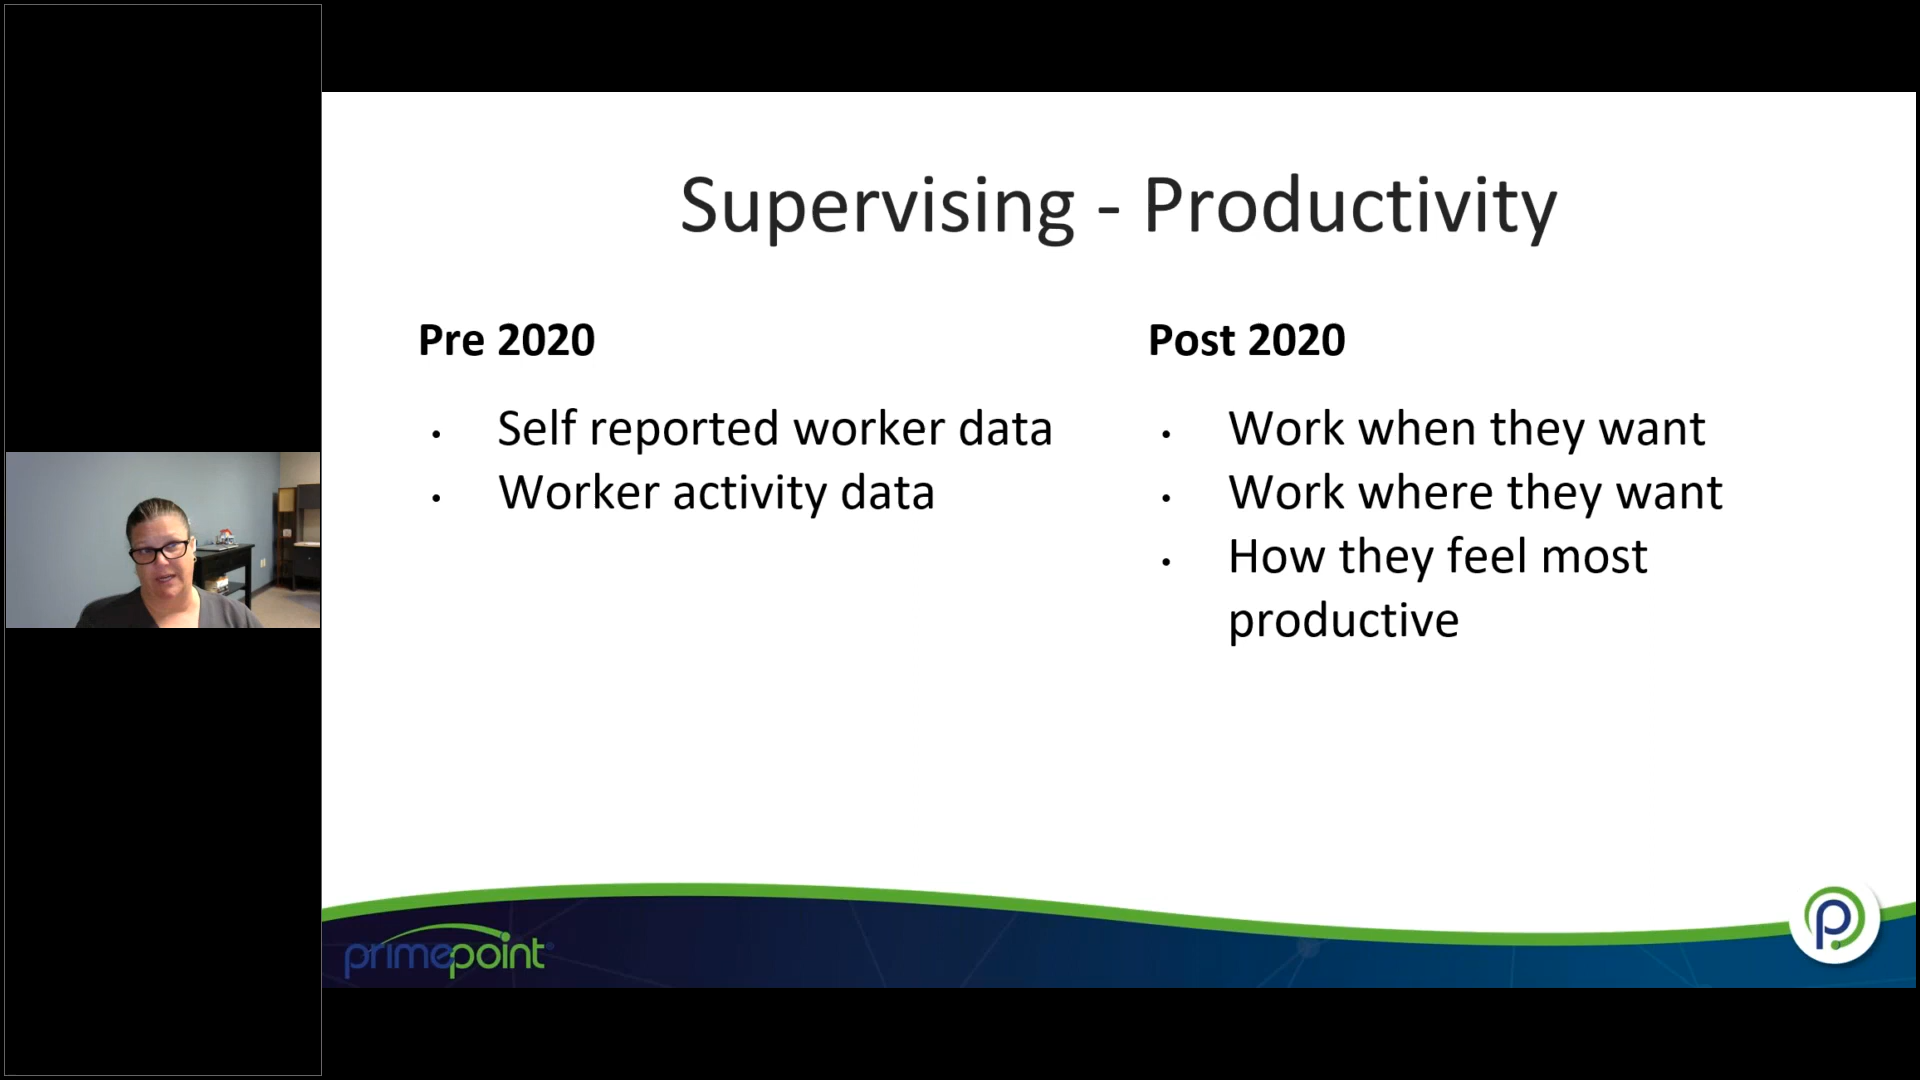 Supervising - Productivity
Pre 2020
Self reported worker data
Worker activity data
Post 2020
Work when they want
Work where they want
How they feel most
productive
primepoint®
p